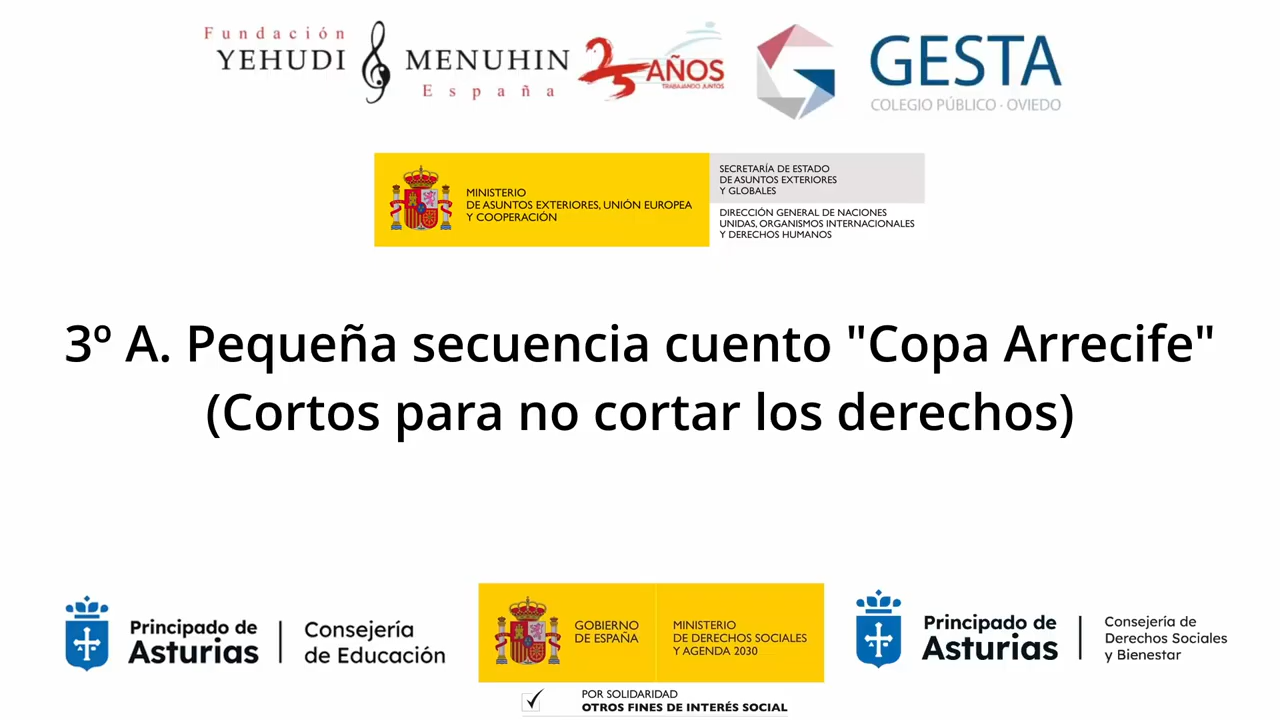 Fundación
YEHUDI MENUHIN
España
25 AÑOS
TRABAJANDO JUNTOS
GESTA
COLEGIO PÚBLICO · OVIEDO
MINISTERIO
DE ASUNTOS EXTERIORES, UNIÓN EUROPEA
Y COOPERACIÓN
SECRETARÍA DE ESTADO
DE ASUNTOS EXTERIORES
Y GLOBALES
DIRECCIÓN GENERAL DE NACIONES
UNIDAS, ORGANISMOS INTERNACIONALES
Y DERECHOS HUMANOS
3º A. Pequeña secuencia cuento "Copa Arrecife"
(Cortos para no cortar los derechos)
Principado de
Asturias
Consejería
de Educación
GOBIERNO
DE ESPAÑA
MINISTERIO
DE DERECHOS SOCIALES
Y AGENDA 2030
POR SOLIDARIDAD
OTROS FINES DE INTERÉS SOCIAL
Principado de
Asturias
Consejería de
Derechos Sociales
y Bienestar